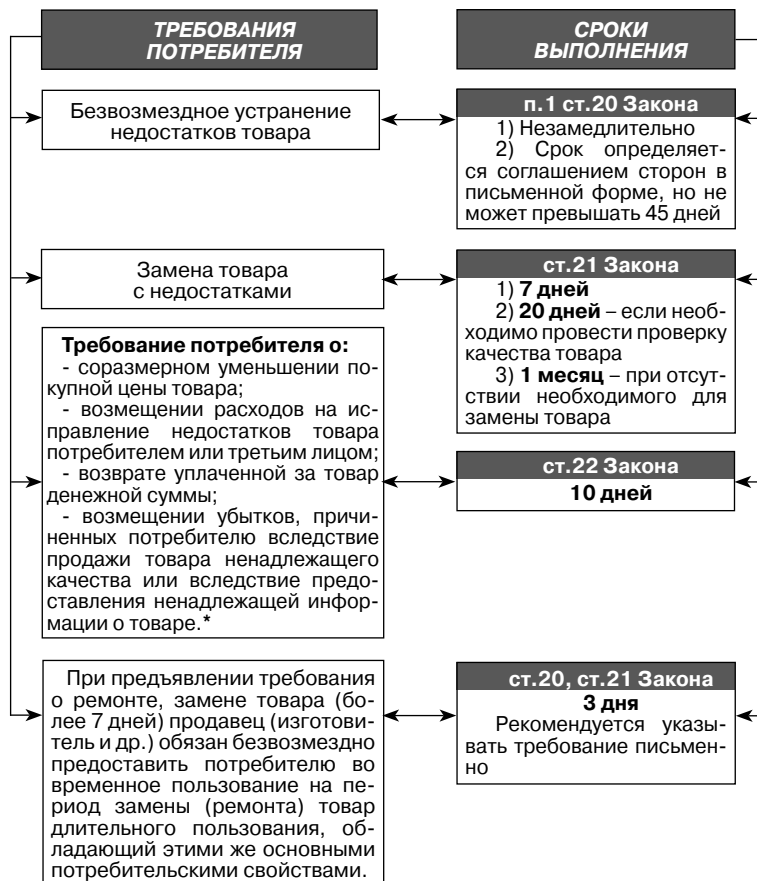 ТРЕБОВАНИЯ
ПОТРЕБИТЕЛЯ
СРОКИ
ВЫПОЛНЕНИЯ
Безвозмездное устранение
недостатков товара
п.1 ст.20 Закона
1) Незамедлительно
2) Срок определяет-
ся соглашением сторон в
письменной форме, но не
может превышать 45 дней
Замена товара
с недостатками
ст.21 Закона
1) 7 дней
2) 20 дней – если необ-
ходимо провести проверку
качества товара
3) 1 месяц – при отсут-
ствии необходимого для
замены товара
Требование потребителя о:
- соразмерном уменьшении по-
купной цены товара;
- возмещении расходов на ис-
правление недостатков товара
потребителем или третьим лицом;
- возврате уплаченной за товар
денежной суммы;
- возмещении убытков, причи-
ненных потребителю вследствие
продажи товара ненадлежащего
качества или вследствие предо-
ставления ненадлежащей инфор-
мации о товаре.*
ст.22 Закона
10 дней
При предъявлении требования
о ремонте, замене товара (бо-
лее 7 дней) продавец (изготови-
тель и др.) обязан безвозмездно
предоставить потребителю во
временное пользование на пе-
риод замены (ремонта) товар
длительного пользования, об-
ладающий этими же основными
потребительскими свойствами.
ст.20, ст.21 Закона
3 дня
Рекомендуется указы-
вать требование письмен-
но